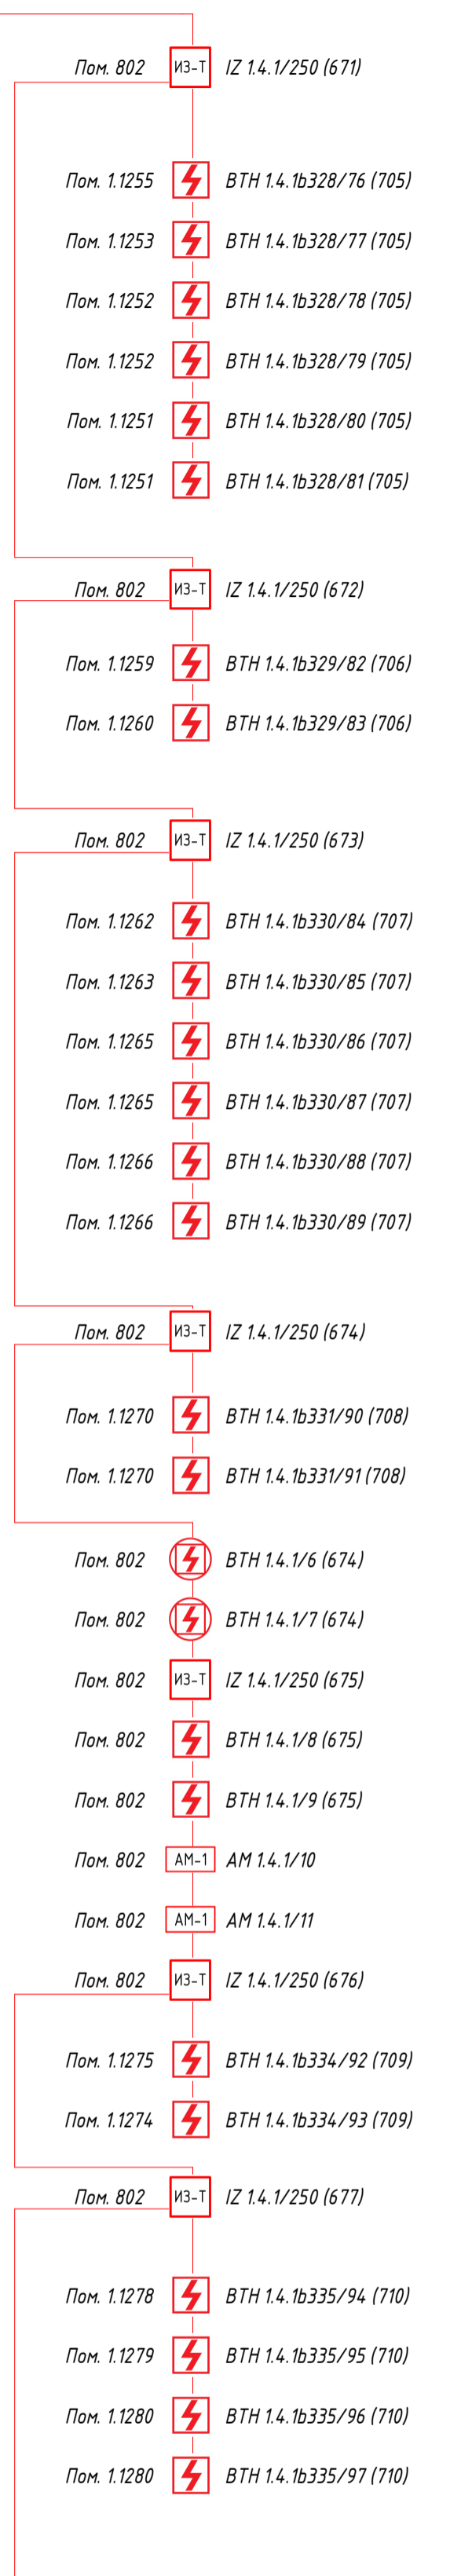 Пом. 802 ИЗ-Т IZ 1.4.1/250 (671)
Пом. 1.1255 BTH 1.4.1b328/76 (705)
Пом. 1.1253 BTH 1.4.1b328/77 (705)
Пом. 1.1252 BTH 1.4.1b328/78 (705)
Пом. 1.1252 BTH 1.4.1b328/79 (705)
Пом. 1.1251 BTH 1.4.1b328/80 (705)
Пом. 1.1251 BTH 1.4.1b328/81 (705)
Пом. 802 ИЗ-Т IZ 1.4.1/250 (672)
Пом. 1.1259 BTH 1.4.1b329/82 (706)
Пом. 1.1260 BTH 1.4.1b329/83 (706)
Пом. 802 ИЗ-Т IZ 1.4.1/250 (673)
Пом. 1.1262 BTH 1.4.1b330/84 (707)
Пом. 1.1263 BTH 1.4.1b330/85 (707)
Пом. 1.1265 BTH 1.4.1b330/86 (707)
Пом. 1.1265 BTH 1.4.1b330/87 (707)
Пом. 1.1266 BTH 1.4.1b330/88 (707)
Пом. 1.1266 BTH 1.4.1b330/89 (707)
Пом. 802 ИЗ-Т IZ 1.4.1/250 (674)
Пом. 1.1270 BTH 1.4.1b331/90 (708)
Пом. 1.1270 BTH 1.4.1b331/91 (708)
Пом. 802 BTH 1.4.1/6 (674)
Пом. 802 BTH 1.4.1/7 (674)
Пом. 802 ИЗ-Т IZ 1.4.1/250 (675)
Пом. 802 BTH 1.4.1/8 (675)
Пом. 802 BTH 1.4.1/9 (675)
Пом. 802 АМ-1 AM 1.4.1/10
Пом. 802 АМ-1 AM 1.4.1/11
Пом. 802 ИЗ-Т IZ 1.4.1/250 (676)
Пом. 1.1275 BTH 1.4.1b334/92 (709)
Пом. 1.1274 BTH 1.4.1b334/93 (709)
Пом. 802 ИЗ-Т IZ 1.4.1/250 (677)
Пом. 1.1278 BTH 1.4.1b335/94 (710)
Пом. 1.1279 BTH 1.4.1b335/95 (710)
Пом. 1.1280 BTH 1.4.1b335/96 (710)
Пом. 1.1280 BTH 1.4.1b335/97 (710)